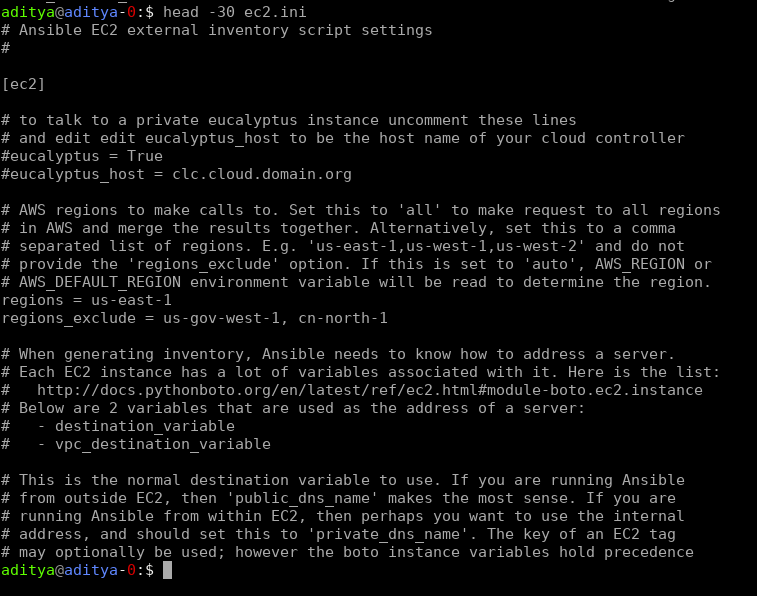 aditya@aditya-0:$ head -30 ec2.ini
# Ansible EC2 external inventory script settings
#

[ec2]

# to talk to a private eucalyptus instance uncomment these lines
# and edit edit eucalyptus_host to be the host name of your cloud controller
#eucalyptus = True
#eucalyptus_host = clc.cloud.domain.org

# AWS regions to make calls to. Set this to 'all' to make request to all regions
# in AWS and merge the results together. Alternatively, set this to a comma
# separated list of regions. E.g. 'us-east-1,us-west-1,us-west-2' and do not
# provide the 'regions_exclude' option. If this is set to 'auto', AWS_REGION or
# AWS_DEFAULT_REGION environment variable will be read to determine the region.
regions = us-east-1
regions_exclude = us-gov-west-1, cn-north-1

# When generating inventory, Ansible needs to know how to address a server.
# Each EC2 instance has a lot of variables associated with it. Here is the list:
#   http://docs.pythonboto.org/en/latest/ref/ec2.html#module-boto.ec2.instance
# Below are 2 variables that are used as the address of a server:
#   - destination_variable
#   - vpc_destination_variable

# This is the normal destination variable to use. If you are running Ansible
# from outside EC2, then 'public_dns_name' makes the most sense. If you are
# running Ansible from within EC2, then perhaps you want to use the internal
# address, and should set this to 'private_dns_name'. The key of an EC2 tag
# may optionally be used; however the boto instance variables hold precedence
aditya@aditya-0:$